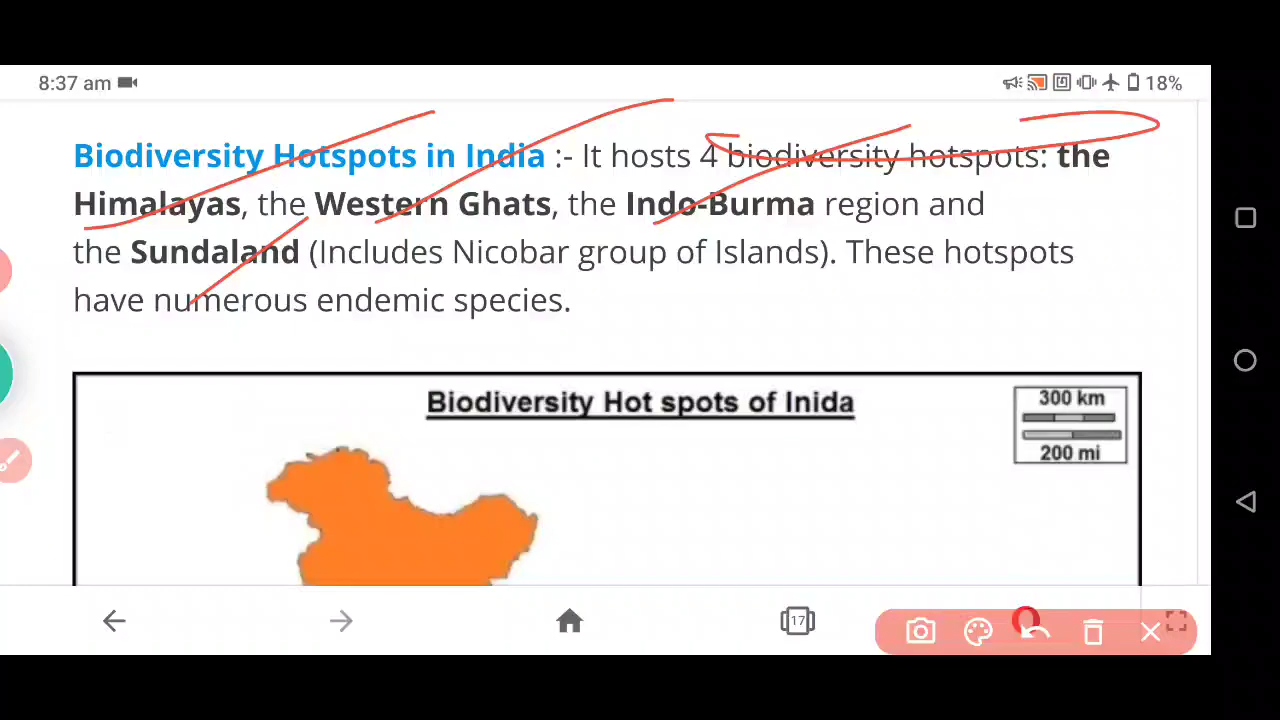 8:37 am
18%
Biodiversity Hotspots in India :- It hosts 4 biodiversity hotspots: the
Himalayas, the Western Ghats, the Indo-Burma region and
the Sundaland (Includes Nicobar group of Islands). These hotspots
have numerous endemic species.
Biodiversity Hot spots of Inida
300 km
200 mi
17